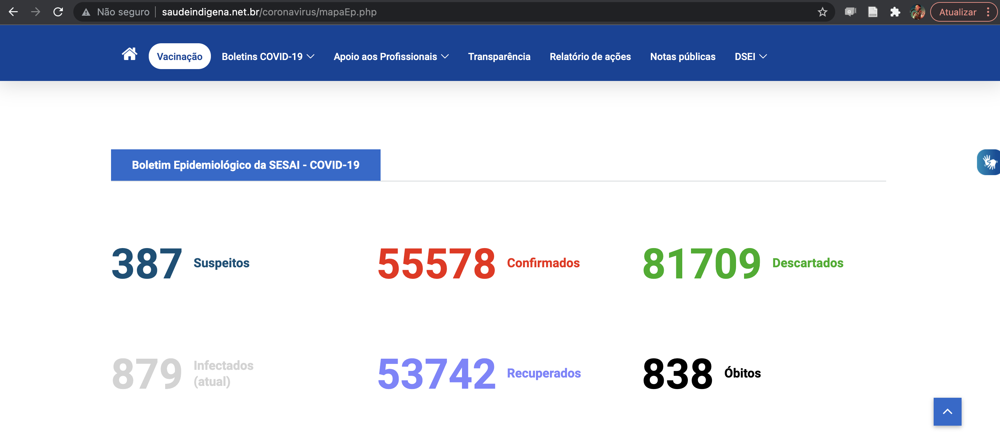 Não seguro
saudeindigena.net.br/coronavirus/mapaEp.php
Atualizar
Vacinação
Boletins COVID-19
Apoio aos Profissionais
Transparência
Relatório de ações
Notas públicas
DSEI
Boletim Epidemiológico da SESAI - COVID-19
387 Suspeitos
55578 Confirmados
81709 Descartados
879 Infectados
(atual)
53742 Recuperados
838 Óbitos